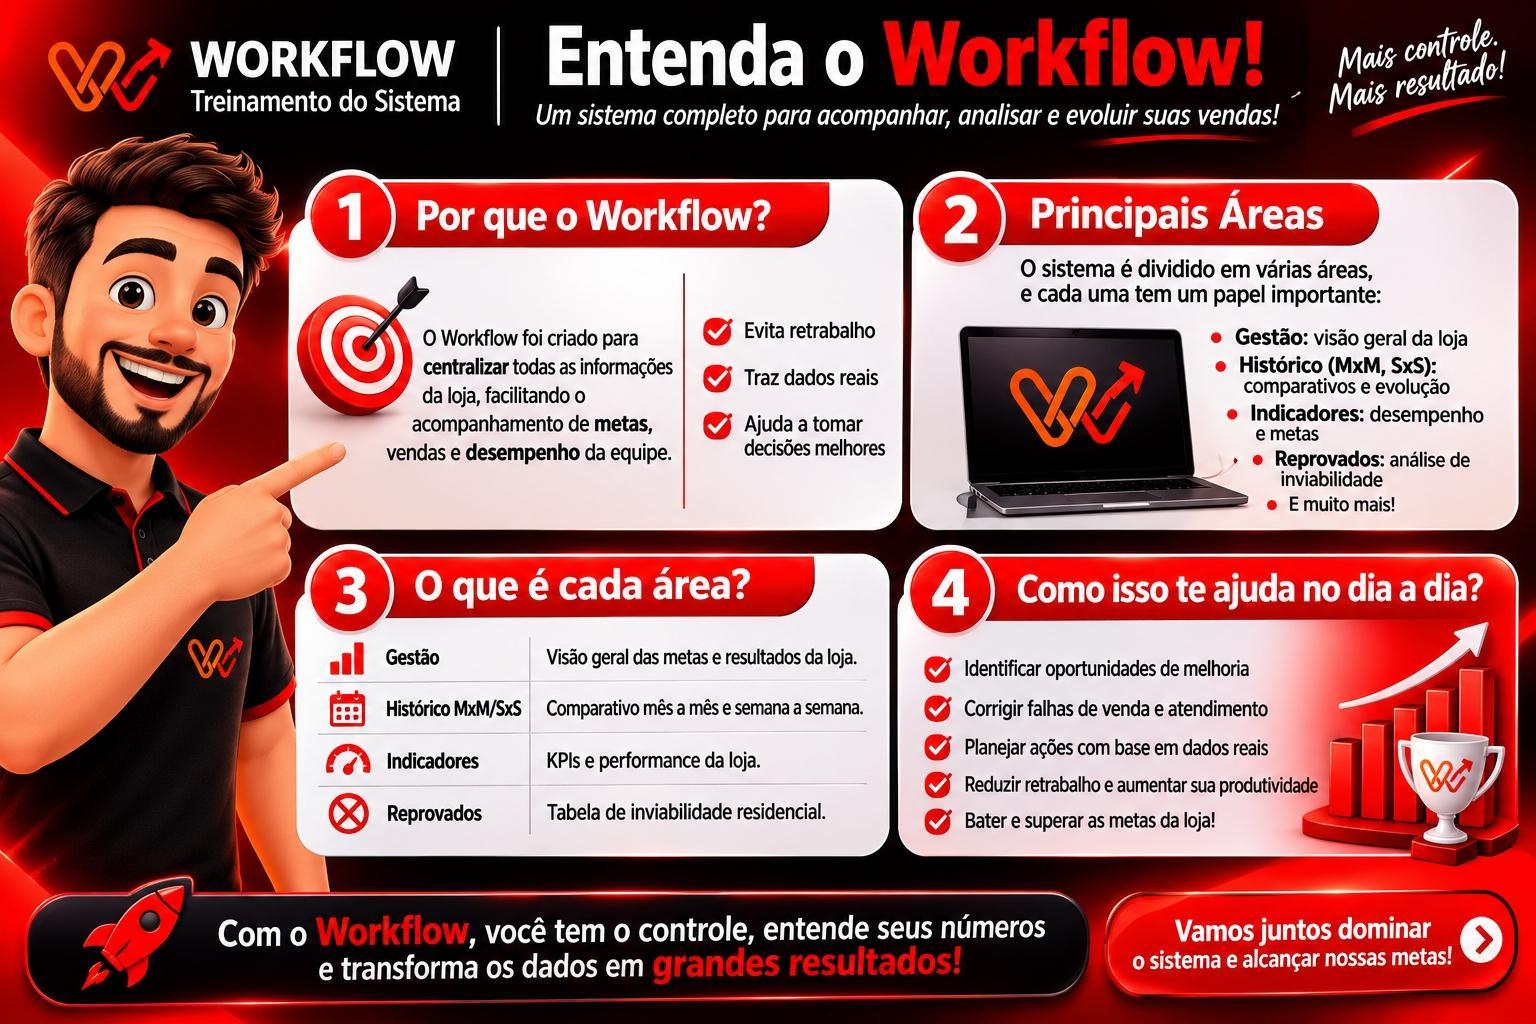 WORKFLOW
Treinamento do Sistema
Entenda o Workflow!
Um sistema completo para acompanhar, analisar e evoluir suas vendas!
Mais controle.
Mais resultado!
1 Por que o Workflow?
O Workflow foi criado para
centralizar todas as informações
da loja, facilitando o
acompanhamento de metas,
vendas e desempenho da equipe.
Evita retrabalho
Traz dados reais
Ajuda a tomar
decisões melhores
2 Principais Áreas
O sistema é dividido em várias áreas,
e cada uma tem um papel importante:
• Gestão: visão geral da loja
• Histórico (MxM, SxS):
comparativos e evolução
• Indicadores: desempenho
e metas
• Reprovados: análise de
inviabilidade
• E muito mais!
3 O que é cada área?
Gestão Visão geral das metas e resultados da loja.
Histórico MxM/SxS Comparativo mês a mês e semana a semana.
Indicadores KPIs e performance da loja.
Reprovados Tabela de inviabilidade residencial.
4 Como isso te ajuda no dia a dia?
Identificar oportunidades de melhoria
Corrigir falhas de venda e atendimento
Planejar ações com base em dados reais
Reduzir retrabalho e aumentar sua produtividade
Bater e superar as metas da loja!
Com o Workflow, você tem o controle, entende seus números
e transforma os dados em grandes resultados!
Vamos juntos dominar
o sistema e alcançar nossas metas!